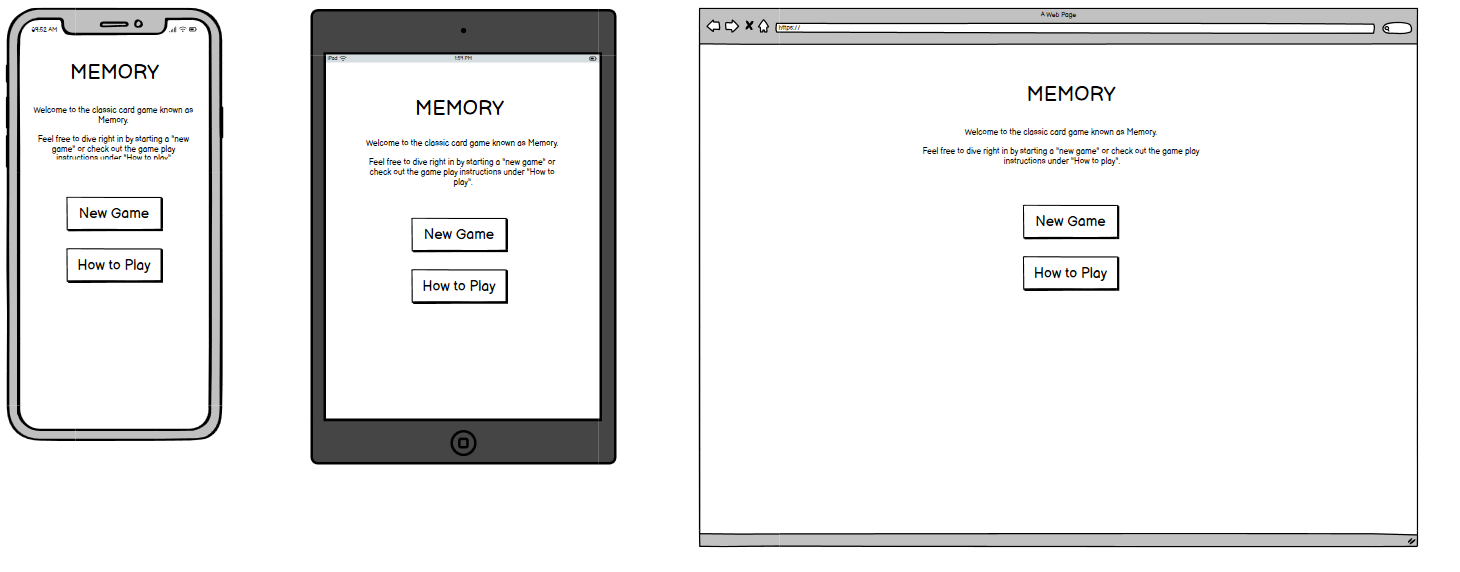 09:52 AM
MEMORY
Welcome to the classic card game known as
Memory.
Feel free to dive right in by starting a "new
game" or check out the game play
instructions under "How to play".
New Game
How to Play
iPad
1:59 PM
MEMORY
Welcome to the classic card game known as Memory.
Feel free to dive right in by starting a "new game" or
check out the game play instructions under "How to
play".
New Game
How to Play
A Web Page
https://
MEMORY
Welcome to the classic card game known as Memory.
Feel free to dive right in by starting a "new game" or check out the game play
instructions under "How to play".
New Game
How to Play